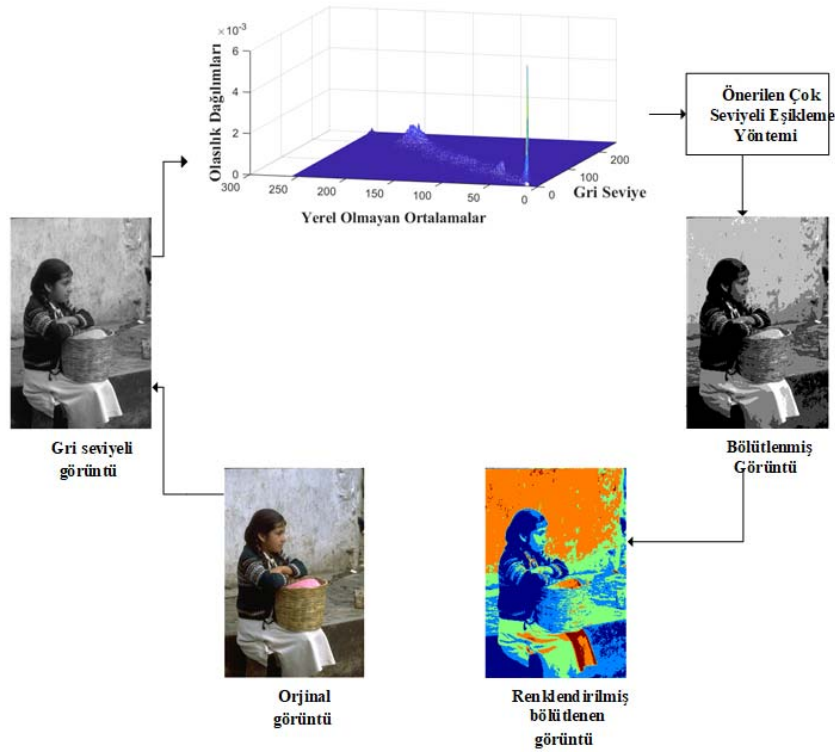 ×10⁻³
6
4
2
0
Olasılık Dağılımları
300
250
200
150
100
50
0
Yerel Olmayan Ortalamalar
0
100
200
Gri Seviye
Önerilen Çok
Seviyeli Eşikleme
Yöntemi
Gri seviyeli
görüntü
Bölütlenmiş
Görüntü
Orjinal
görüntü
Renklendirilmiş
bölütlenen
görüntü